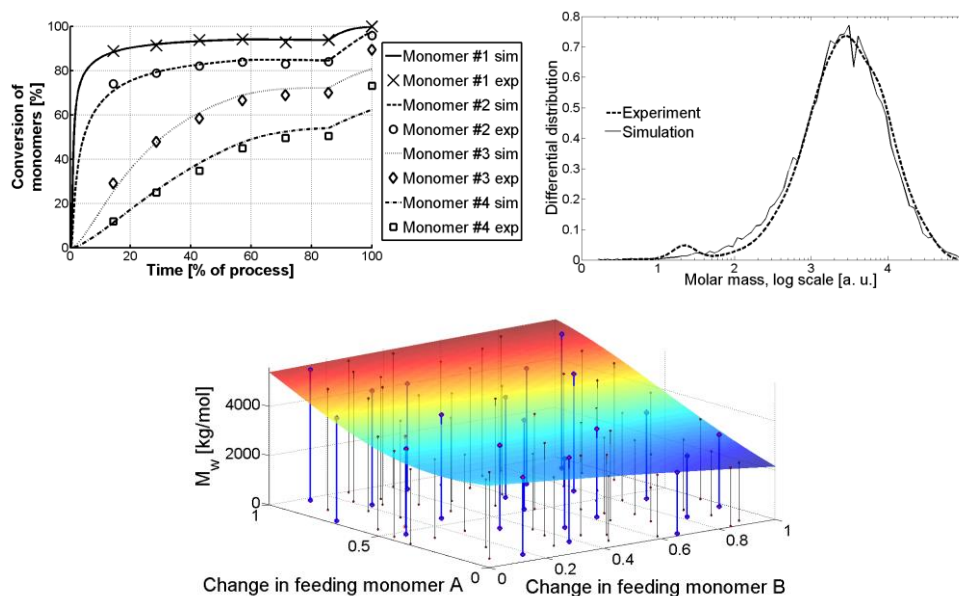 Conversion of
monomers [%]
100
80
60
40
20
0
0
20
40
60
80
100
Time [% of process]
Monomer #1 sim
Monomer #1 exp
Monomer #2 sim
Monomer #2 exp
Monomer #3 sim
Monomer #3 exp
Monomer #4 sim
Monomer #4 exp
Differential distribution
0.8
0.7
0.6
0.5
0.4
0.3
0.2
0.1
0
0
1
2
3
4
Experiment
Simulation
Molar mass, log scale [a. u.]
Mw [kg/mol]
4000
2000
0
1
0.5
0
0
0.2
0.4
0.6
0.8
1
Change in feeding monomer A
Change in feeding monomer B